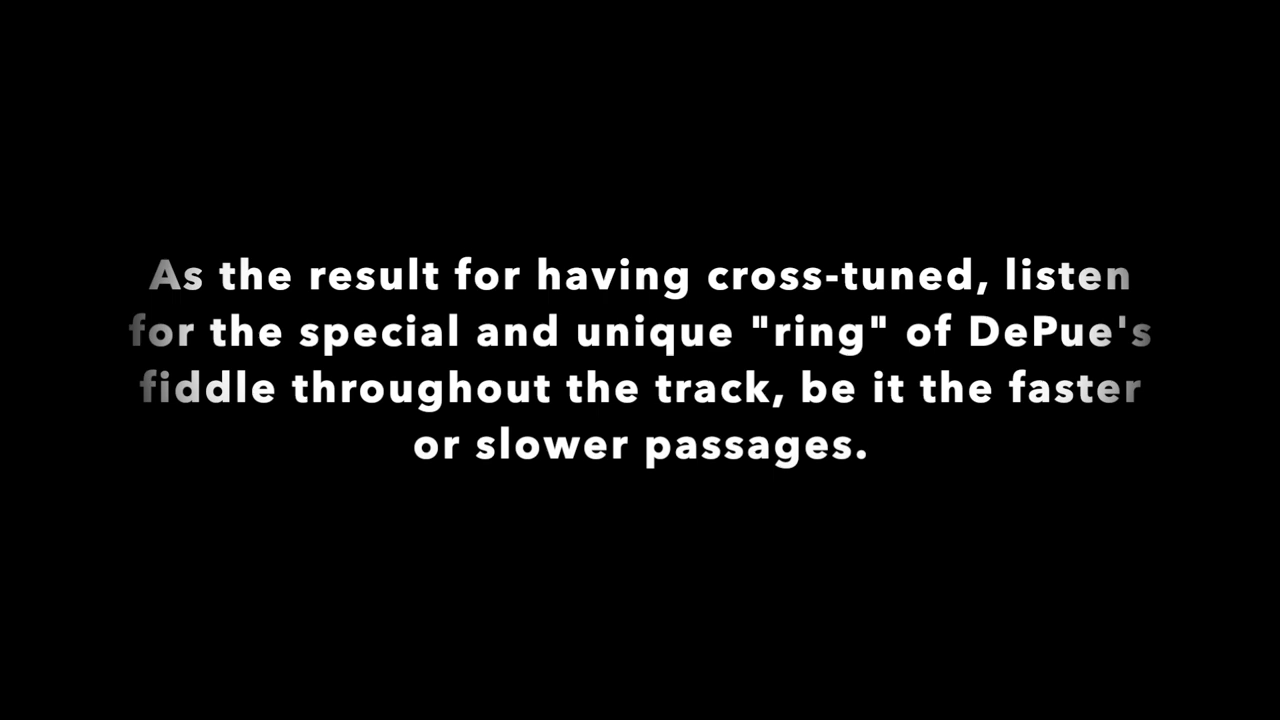 As the result for having cross-tuned, listen
for the special and unique "ring" of DePue's
fiddle throughout the track, be it the faster
or slower passages.